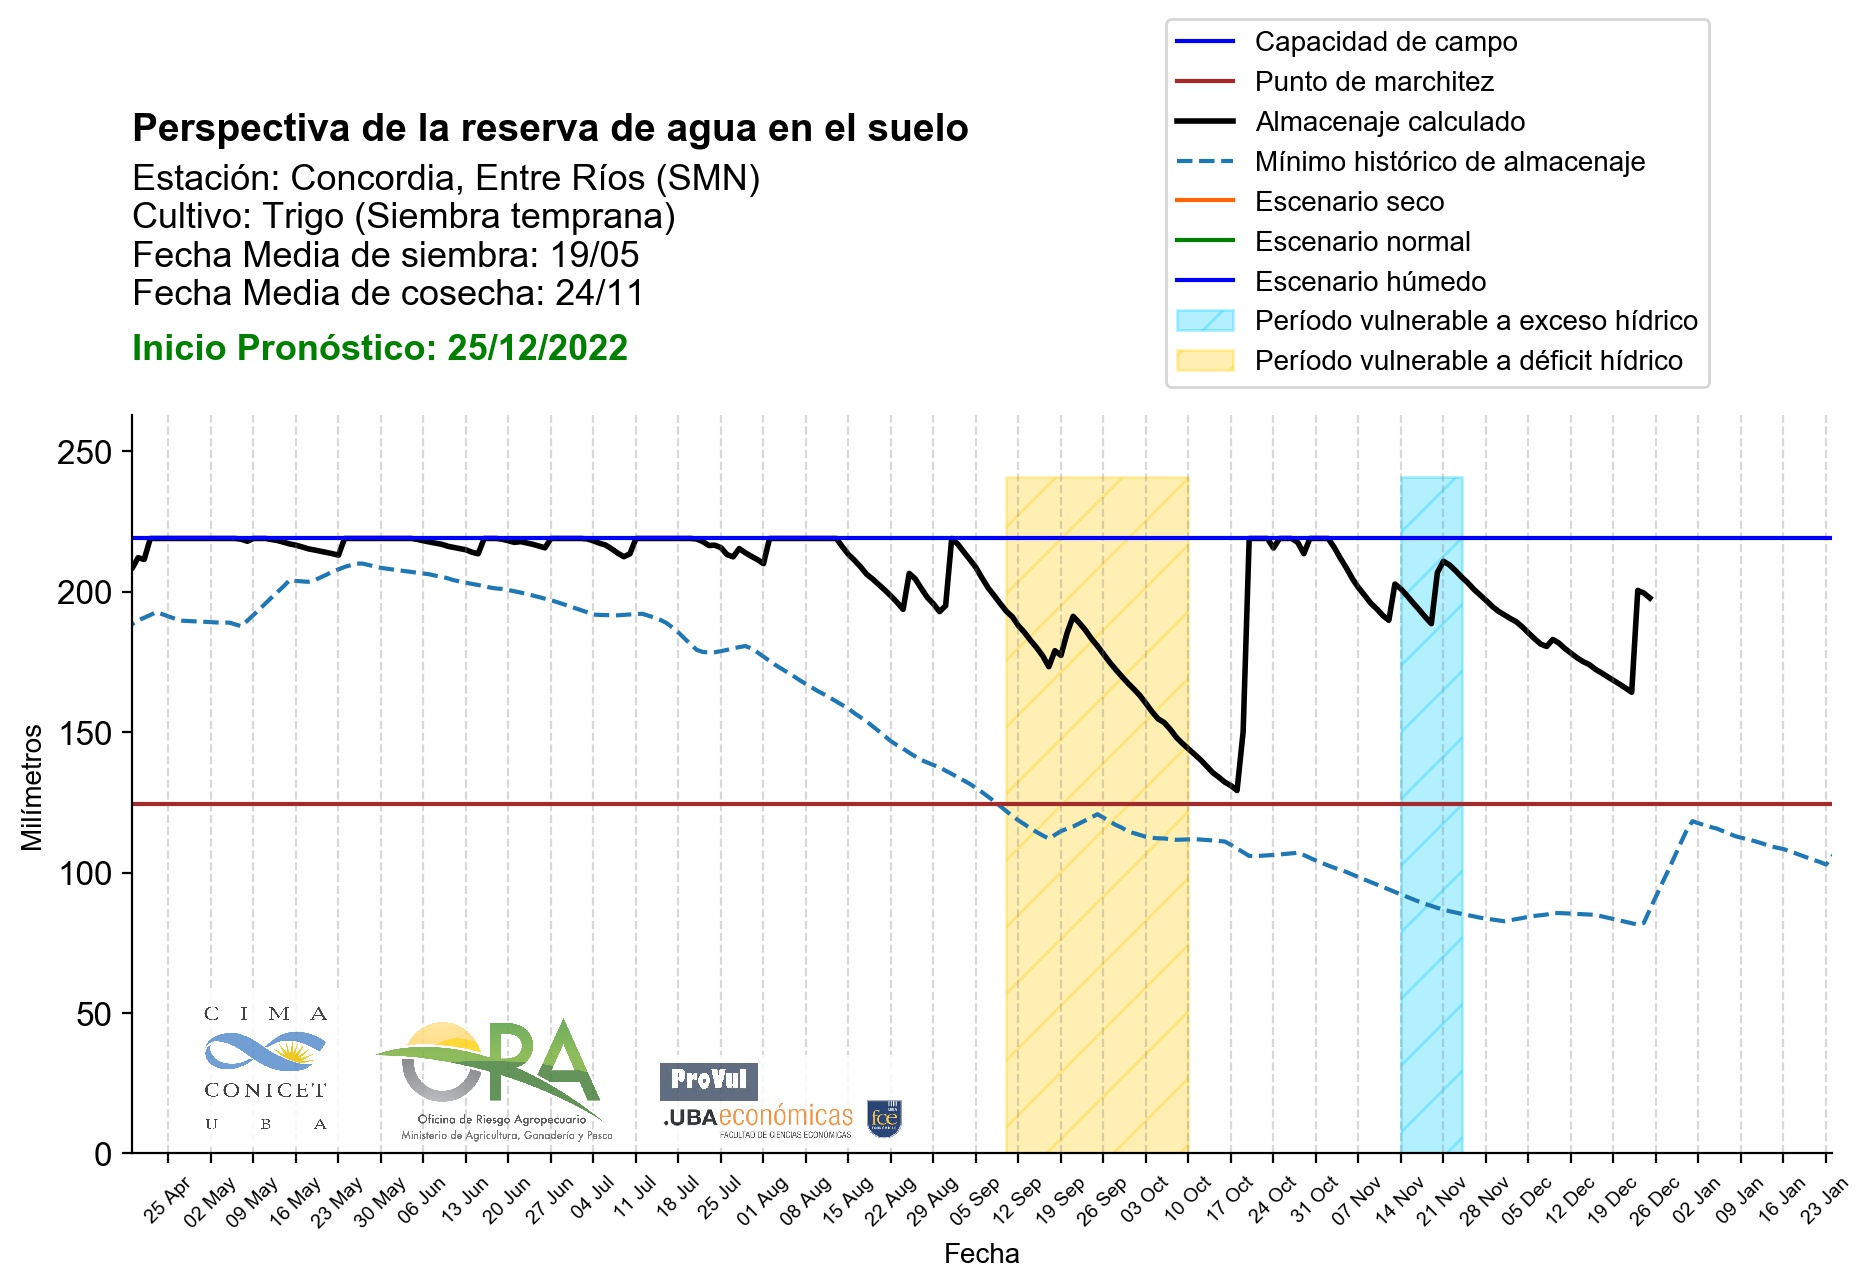 Capacidad de campo
Punto de marchitez
Almacenaje calculado
Mínimo histórico de almacenaje
Escenario seco
Escenario normal
Escenario húmedo
Período vulnerable a exceso hídrico
Período vulnerable a déficit hídrico
Perspectiva de la reserva de agua en el suelo
Estación: Concordia, Entre Ríos (SMN)
Cultivo: Trigo (Siembra temprana)
Fecha Media de siembra: 19/05
Fecha Media de cosecha: 24/11
Inicio Pronóstico: 25/12/2022
250
200
150
100
50
0
Milímetros
CIMA
CONICET
UBA
ORA
Oficina de Riesgo Agropecuario
Ministerio de Agricultura, Ganadería y Pesca
ProVul
.UBAeconómicas
FACULTAD DE CIENCIAS ECONÓMICAS
fce
25 Apr
02 May
09 May
16 May
23 May
30 May
06 Jun
13 Jun
20 Jun
27 Jun
04 Jul
11 Jul
18 Jul
25 Jul
01 Aug
08 Aug
15 Aug
22 Aug
29 Aug
05 Sep
12 Sep
19 Sep
26 Sep
03 Oct
10 Oct
17 Oct
24 Oct
31 Oct
07 Nov
14 Nov
21 Nov
28 Nov
05 Dec
12 Dec
19 Dec
26 Dec
02 Jan
09 Jan
16 Jan
23 Jan
Fecha